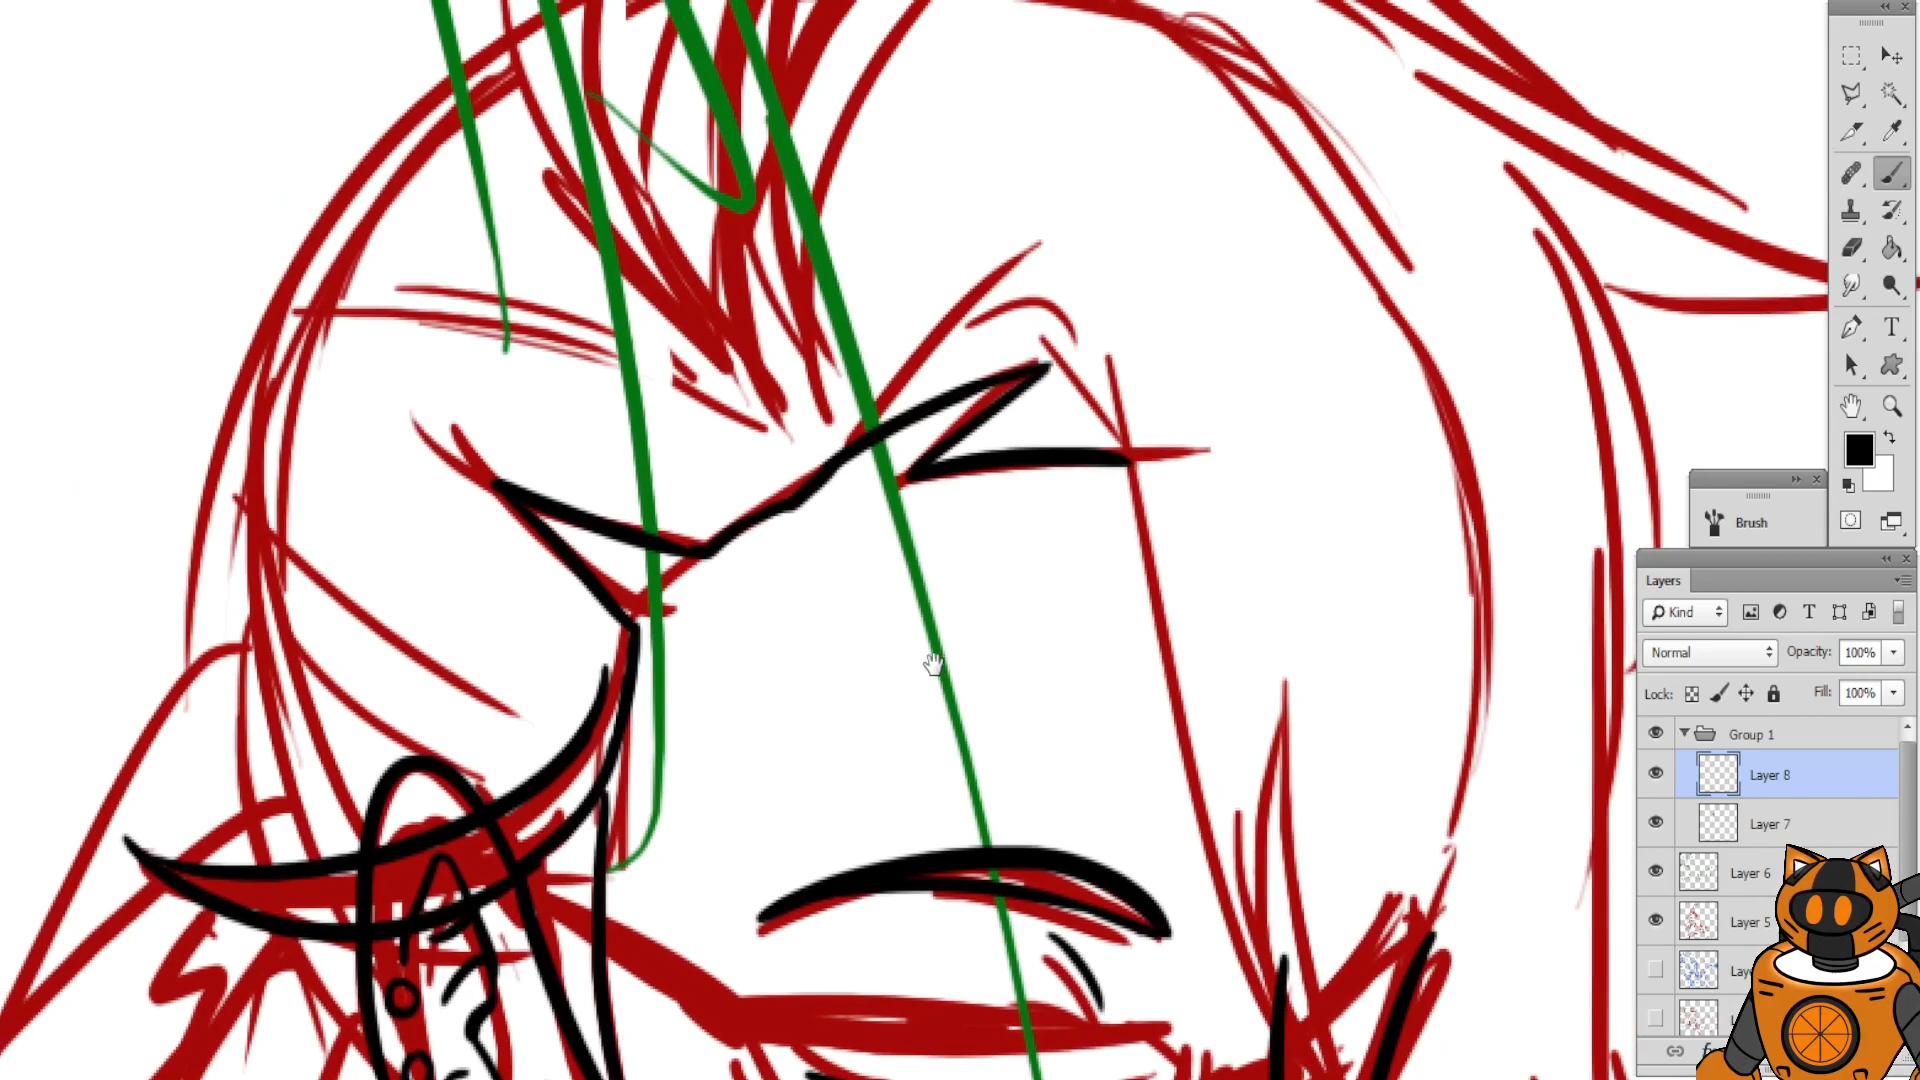 Brush
Layers
Kind
Normal
Opacity: 100%
Lock:
Fill: 100%
Group 1
Layer 8
Layer 7
Layer 6
Layer 5